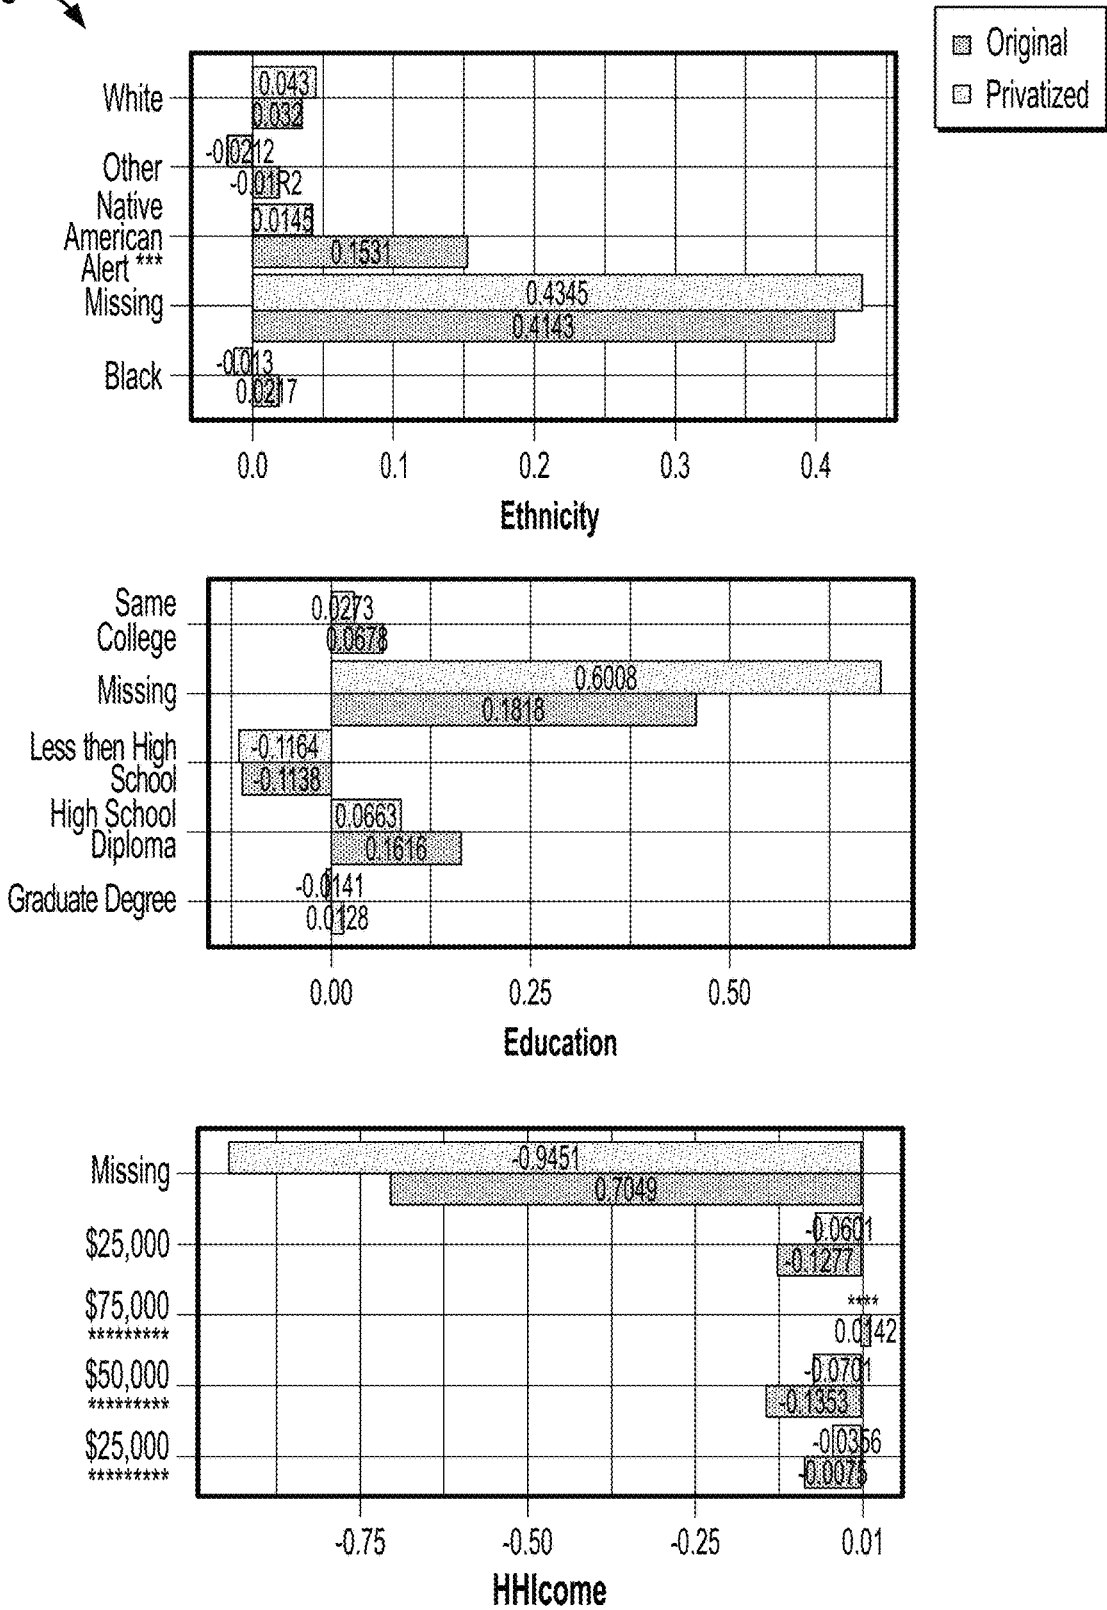 Original
Privatized
White
0.043
0.032
Other
-0.0212
-0.01R2
Native
American
Alert ***
0.0145
0.1531
Missing
0.4345
0.4143
Black
-0.013
0.0217
0.0
0.1
0.2
0.3
0.4
Ethnicity
Same
College
0.0273
0.0678
Missing
0.6008
0.1818
Less then High
School
-0.1164
-0.1138
High School
Diploma
0.0663
0.1616
Graduate Degree
-0.0141
0.0128
0.00
0.25
0.50
Education
Missing
-0.9451
0.7049
$25,000
-0.0601
-0.1277
$75,000
*********
****
0.0142
$50,000
*********
-0.0701
-0.1353
$25,000
*********
-0.0356
-0.0075
-0.75
-0.50
-0.25
0.01
HHIcome